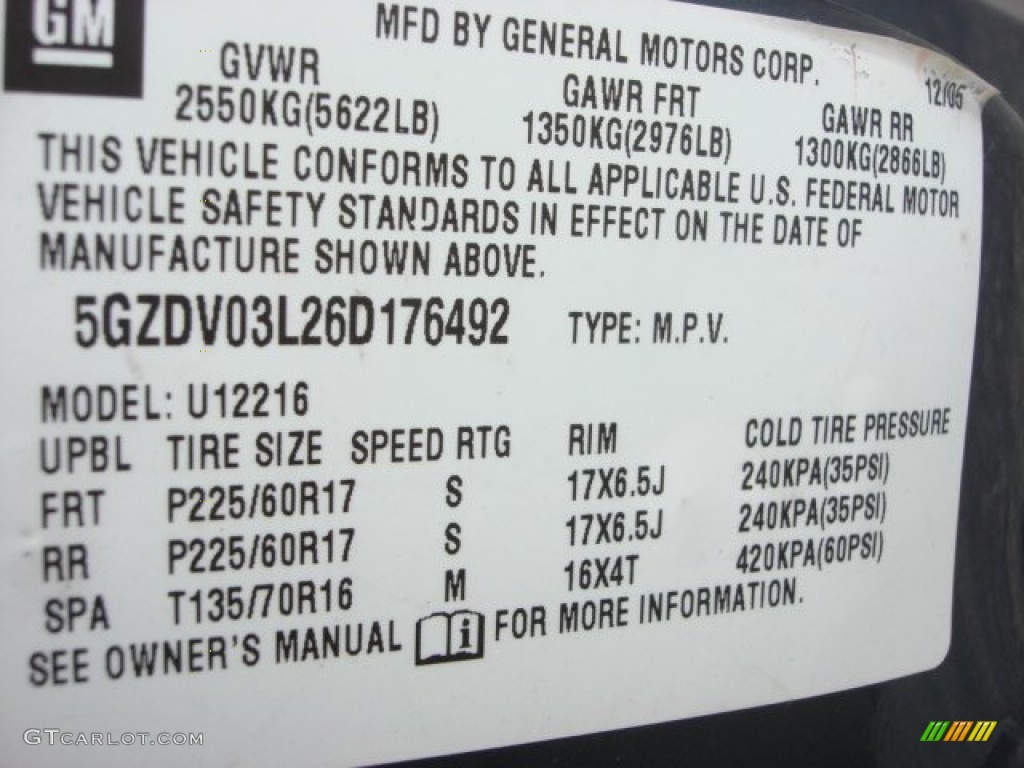 GM
MFD BY GENERAL MOTORS CORP.
12/05
GVWR
GAWR FRT
GAWR RR
2550KG(5622LB)
1350KG(2976LB)
1300KG(2866LB)
THIS VEHICLE CONFORMS TO ALL APPLICABLE U.S. FEDERAL MOTOR
VEHICLE SAFETY STANDARDS IN EFFECT ON THE DATE OF
MANUFACTURE SHOWN ABOVE.
5GZDV03L26D176492 TYPE: M.P.V.
MODEL: U12216
UPBL TIRE SIZE SPEED RTG RIM COLD TIRE PRESSURE
FRT P225/60R17 S 17X6.5J 240KPA(35PSI)
RR P225/60R17 S 17X6.5J 240KPA(35PSI)
SPA T135/70R16 M 16X4T 420KPA(60PSI)
SEE OWNER'S MANUAL i FOR MORE INFORMATION.
GTCARLOT.COM